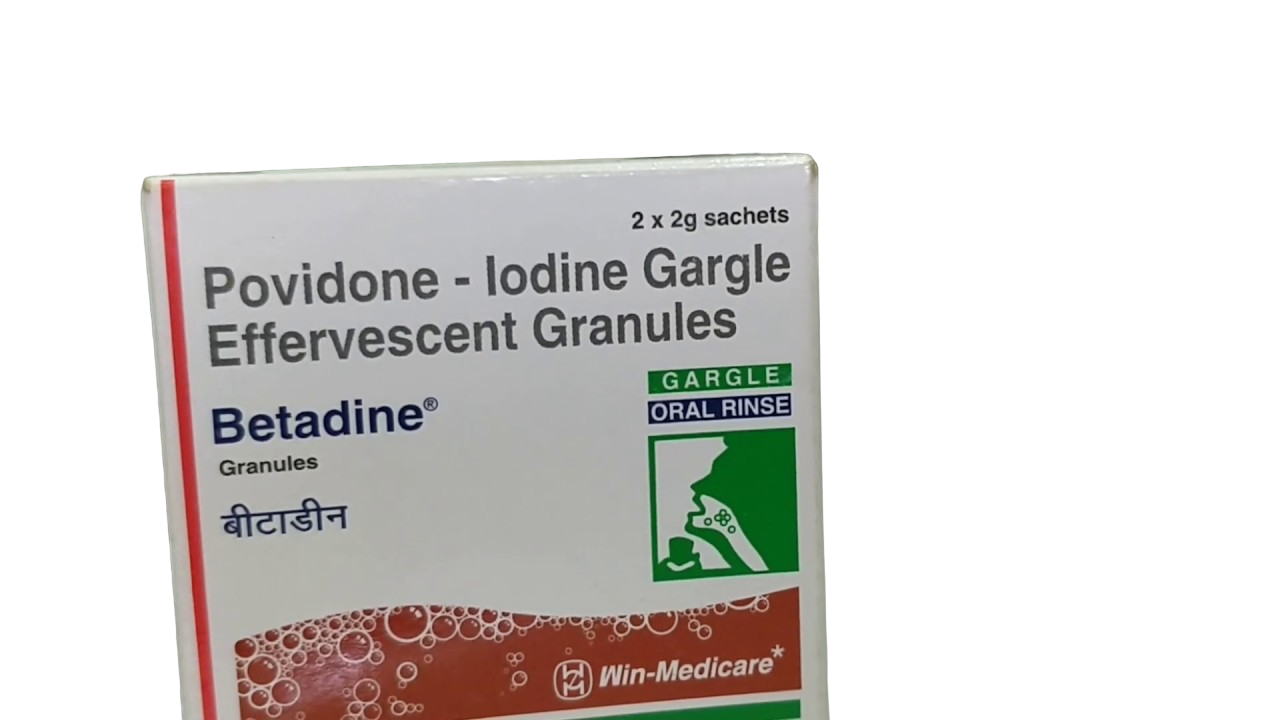 2 x 2g sachets
Povidone - Iodine Gargle
Effervescent Granules
GARGLE
ORAL RINSE
Betadine®
Granules
बीटाडीन
Win-Medicare*